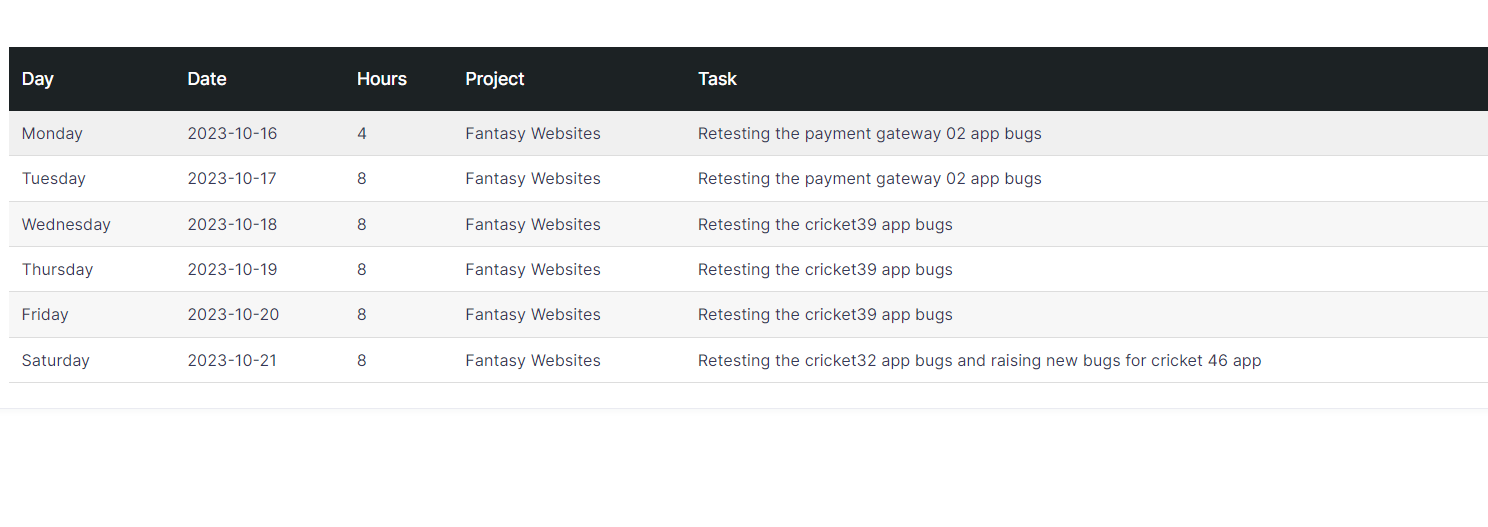 Day Date Hours Project Task
Monday 2023-10-16 4 Fantasy Websites Retesting the payment gateway 02 app bugs
Tuesday 2023-10-17 8 Fantasy Websites Retesting the payment gateway 02 app bugs
Wednesday 2023-10-18 8 Fantasy Websites Retesting the cricket39 app bugs
Thursday 2023-10-19 8 Fantasy Websites Retesting the cricket39 app bugs
Friday 2023-10-20 8 Fantasy Websites Retesting the cricket39 app bugs
Saturday 2023-10-21 8 Fantasy Websites Retesting the cricket32 app bugs and raising new bugs for cricket 46 app